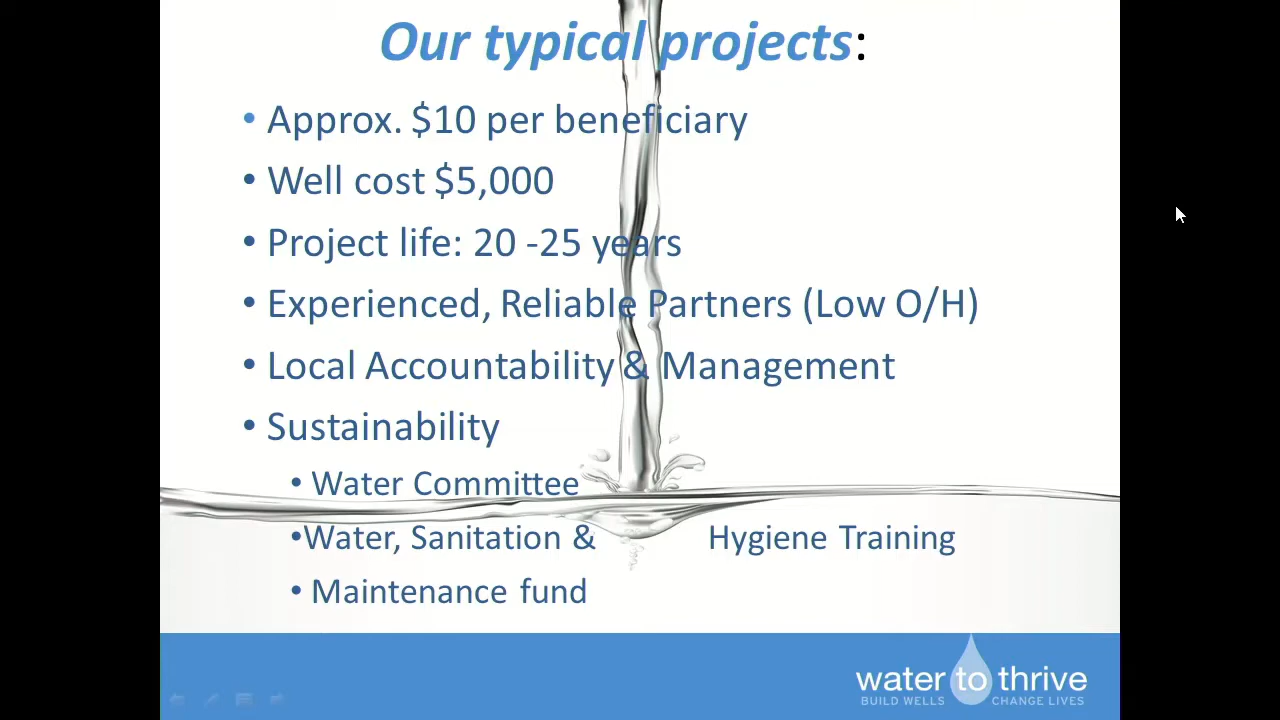 Our typical projects:
• Approx. $10 per beneficiary
• Well cost $5,000
• Project life: 20 -25 years
• Experienced, Reliable Partners (Low O/H)
• Local Accountability & Management
• Sustainability
• Water Committee
•Water, Sanitation & Hygiene Training
• Maintenance fund
water to thrive
BUILD WELLS CHANGE LIVES